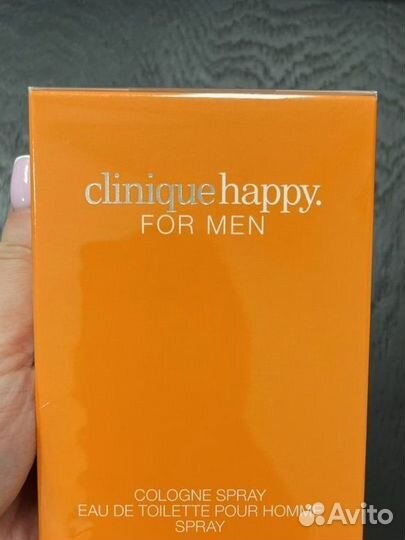 clinique happy.
FOR MEN
COLOGNE SPRAY
EAU DE TOILETTE POUR HOMME
SPRAY
Avito